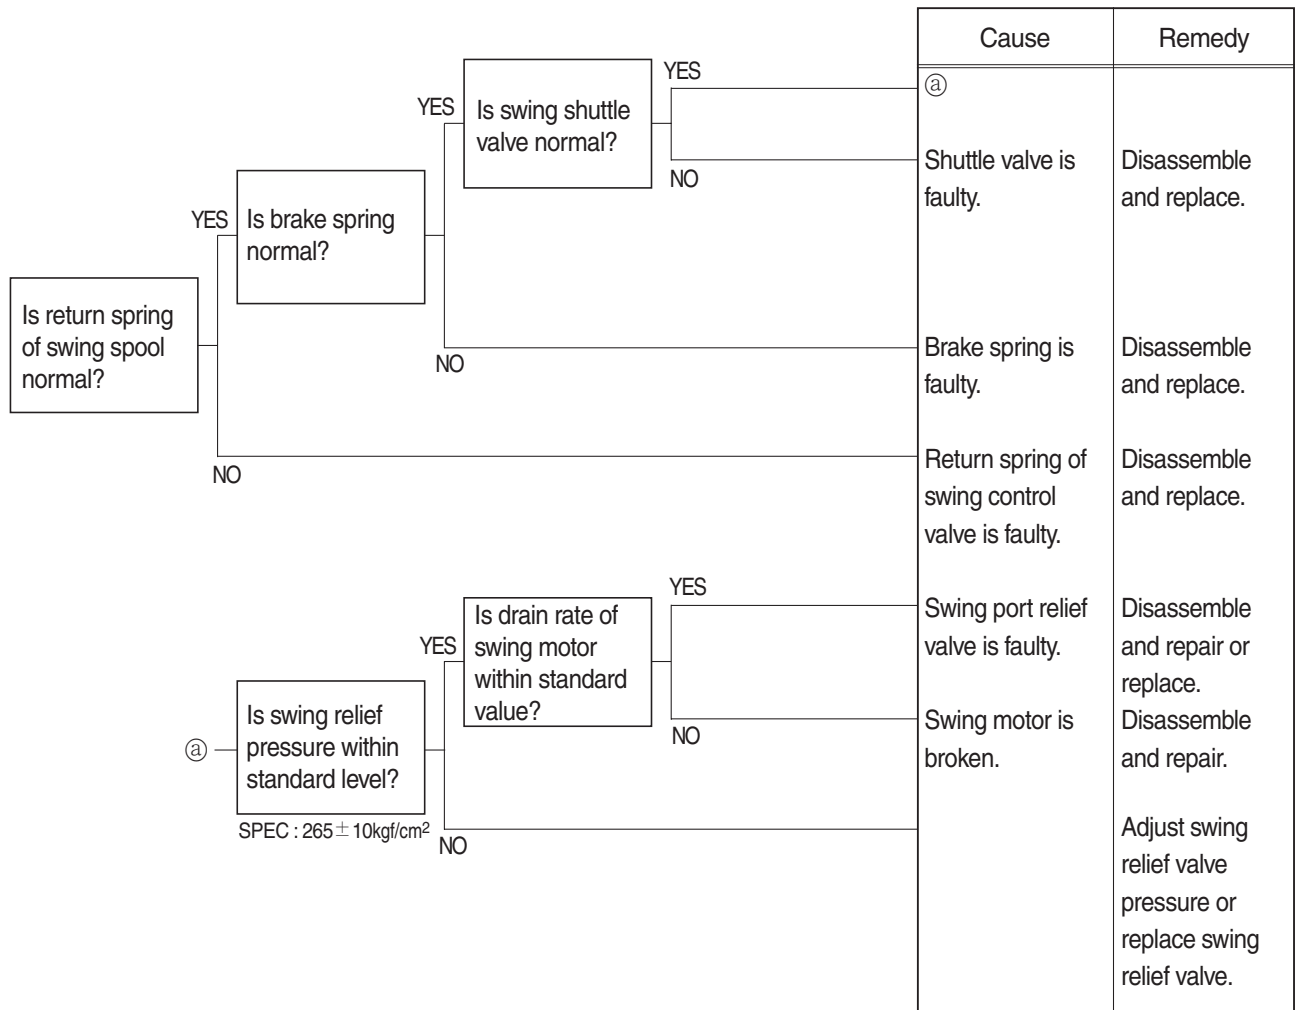 Cause
Remedy
YES
ⓐ
YES
Is swing shuttle
valve normal?
NO
Shuttle valve is
faulty.
Disassemble
and replace.
YES
Is brake spring
normal?
Is return spring
of swing spool
normal?
NO
Brake spring is
faulty.
Disassemble
and replace.
NO
Return spring of
swing control
valve is faulty.
Disassemble
and replace.
YES
Is drain rate of
swing motor
within standard
value?
Swing port relief
valve is faulty.
Disassemble
and repair or
replace.
YES
NO
Swing motor is
broken.
Disassemble
and repair.
ⓐ
Is swing relief
pressure within
standard level?
SPEC : 265±10kgf/cm²
NO
Adjust swing
relief valve
pressure or
replace swing
relief valve.